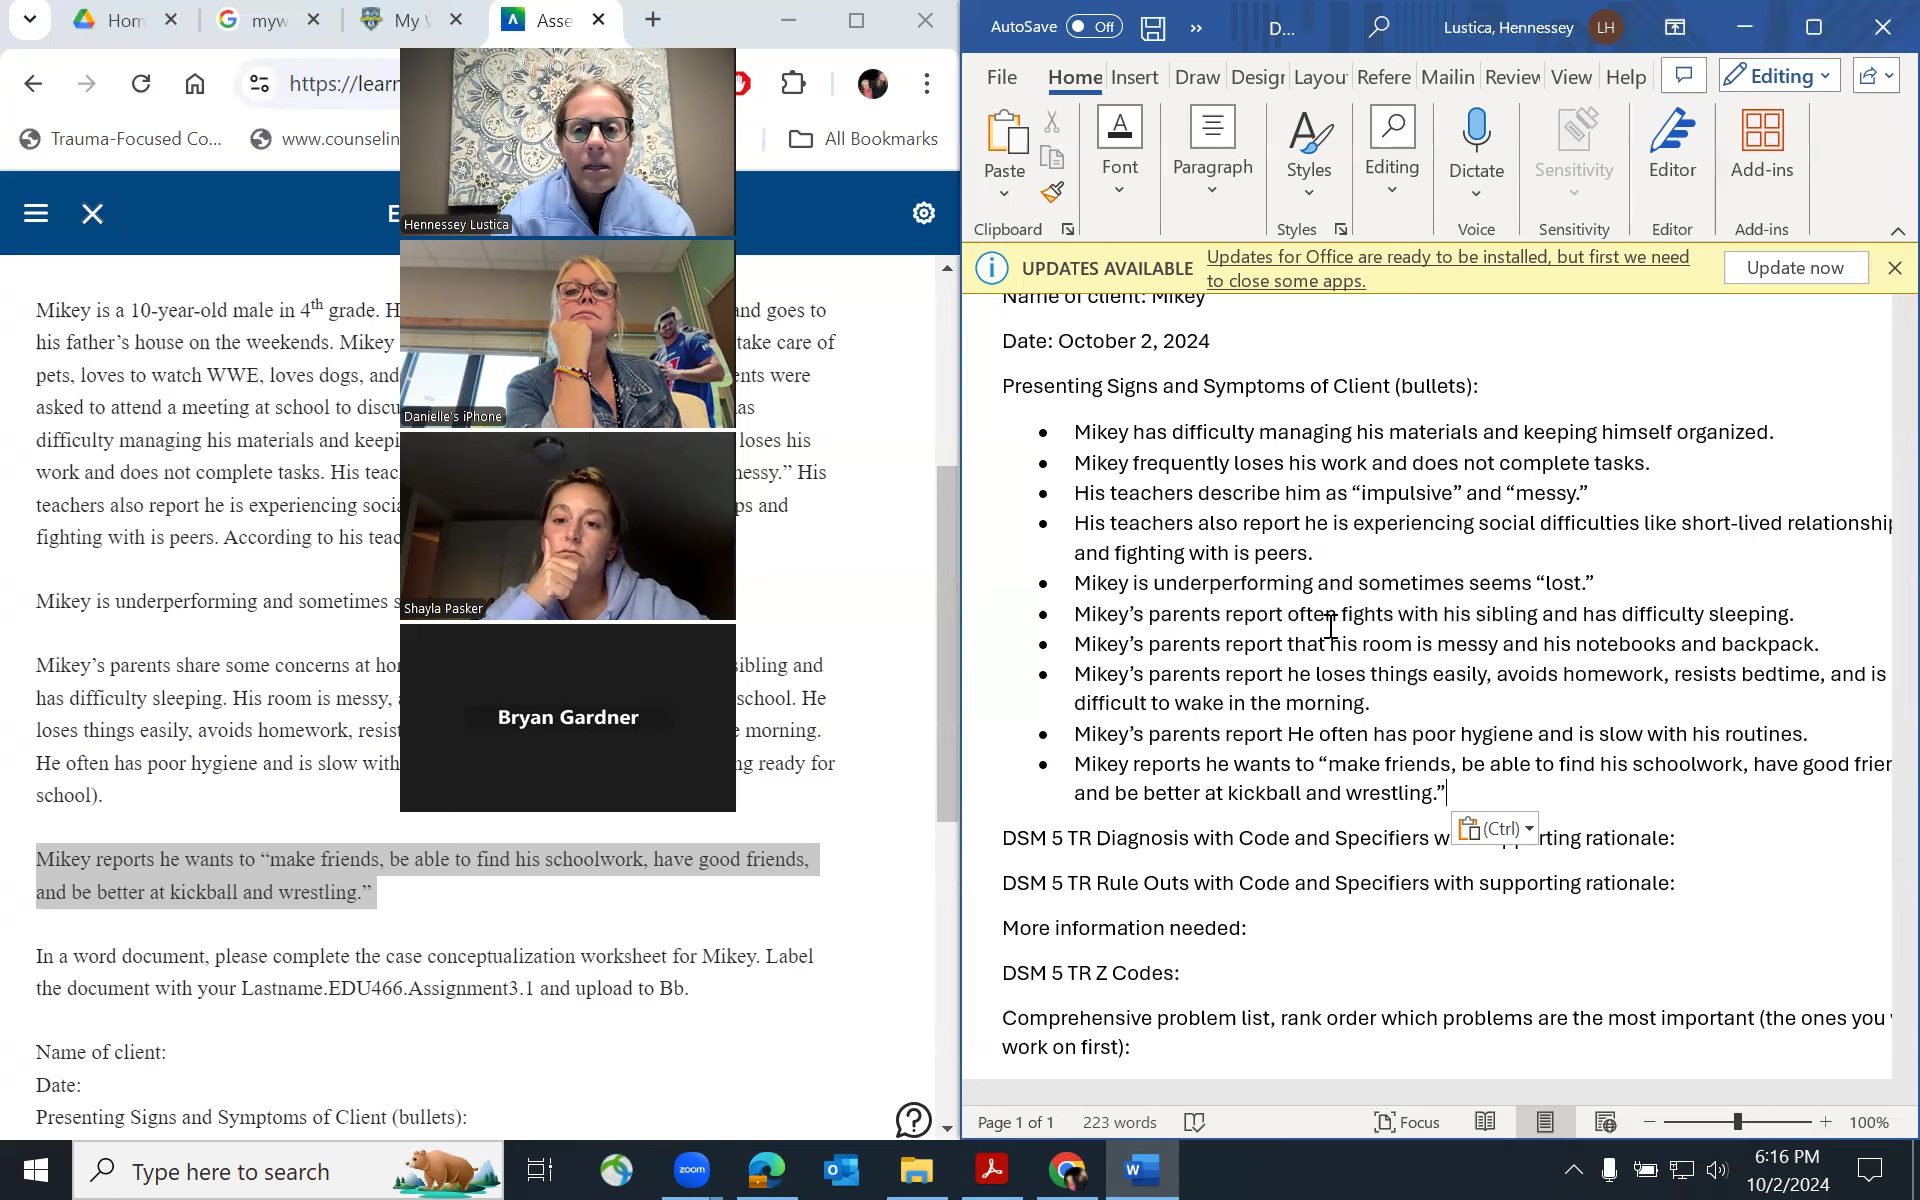 Hom
myw
My
Asse
https://learn
Trauma-Focused Co...
www.counselin
All Bookmarks
E
Mikey is a 10-year-old male in 4th grade. H
and goes to
his father's house on the weekends. Mikey
take care of
pets, loves to watch WWE, loves dogs, and
ents were
asked to attend a meeting at school to discu
as
difficulty managing his materials and keepi
loses his
work and does not complete tasks. His teac
nessy.” His
teachers also report he is experiencing socia
ps and
fighting with is peers. According to his teac
Mikey is underperforming and sometimes s
Mikey’s parents share some concerns at hor
sibling and
has difficulty sleeping. His room is messy, a
school. He
loses things easily, avoids homework, resist
e morning.
He often has poor hygiene and is slow with
ng ready for
school).
Mikey reports he wants to “make friends, be able to find his schoolwork, have good friends,
and be better at kickball and wrestling.”
In a word document, please complete the case conceptualization worksheet for Mikey. Label
the document with your Lastname.EDU466.Assignment3.1 and upload to Bb.
Name of client:
Date:
Presenting Signs and Symptoms of Client (bullets):
Hennessey Lustica
Danielle's iPhone
Shayla Pasker
Bryan Gardner
AutoSave Off
D...
Lustica, Hennessey LH
File Home Insert Draw Design Layou Refere Mailin Review View Help Editing
Paste
Font
Paragraph
Styles
Editing
Dictate
Sensitivity
Editor
Add-ins
Clipboard Styles Voice Sensitivity Editor Add-ins
UPDATES AVAILABLE Updates for Office are ready to be installed, but first we need
to close some apps.
Update now
Name of client: Mikey
Date: October 2, 2024
Presenting Signs and Symptoms of Client (bullets):
• Mikey has difficulty managing his materials and keeping himself organized.
• Mikey frequently loses his work and does not complete tasks.
• His teachers describe him as “impulsive” and “messy.”
• His teachers also report he is experiencing social difficulties like short-lived relationship
and fighting with is peers.
• Mikey is underperforming and sometimes seems “lost.”
• Mikey’s parents report often fights with his sibling and has difficulty sleeping.
• Mikey’s parents report that his room is messy and his notebooks and backpack.
• Mikey’s parents report he loses things easily, avoids homework, resists bedtime, and is
difficult to wake in the morning.
• Mikey’s parents report He often has poor hygiene and is slow with his routines.
• Mikey reports he wants to “make friends, be able to find his schoolwork, have good frien
and be better at kickball and wrestling.”
(Ctrl)
DSM 5 TR Diagnosis with Code and Specifiers w rting rationale:
DSM 5 TR Rule Outs with Code and Specifiers with supporting rationale:
More information needed:
DSM 5 TR Z Codes:
Comprehensive problem list, rank order which problems are the most important (the ones you
work on first):
Page 1 of 1 223 words Focus 100%
Type here to search
zoom
6:16 PM
10/2/2024